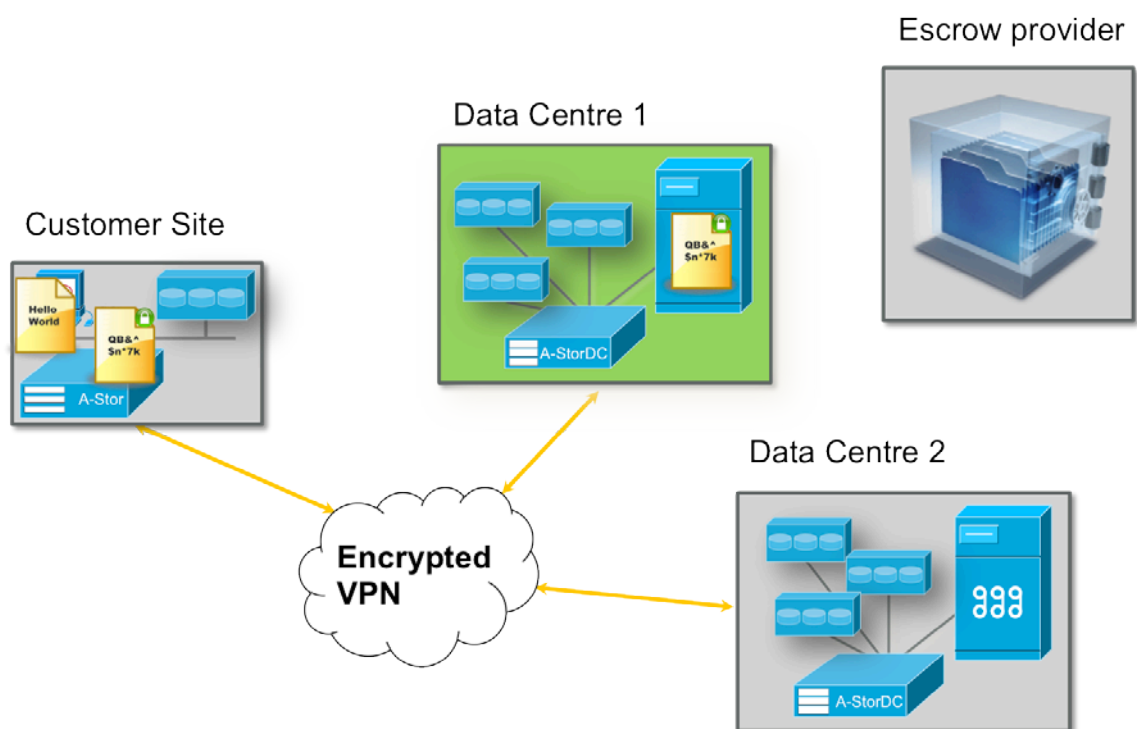 Escrow provider
Data Centre 1
Customer Site
Hello
World
QB&^
$n*7k
A-Stor
QB&^
$n*7k
A-StorDC
Data Centre 2
Encrypted
VPN
A-StorDC